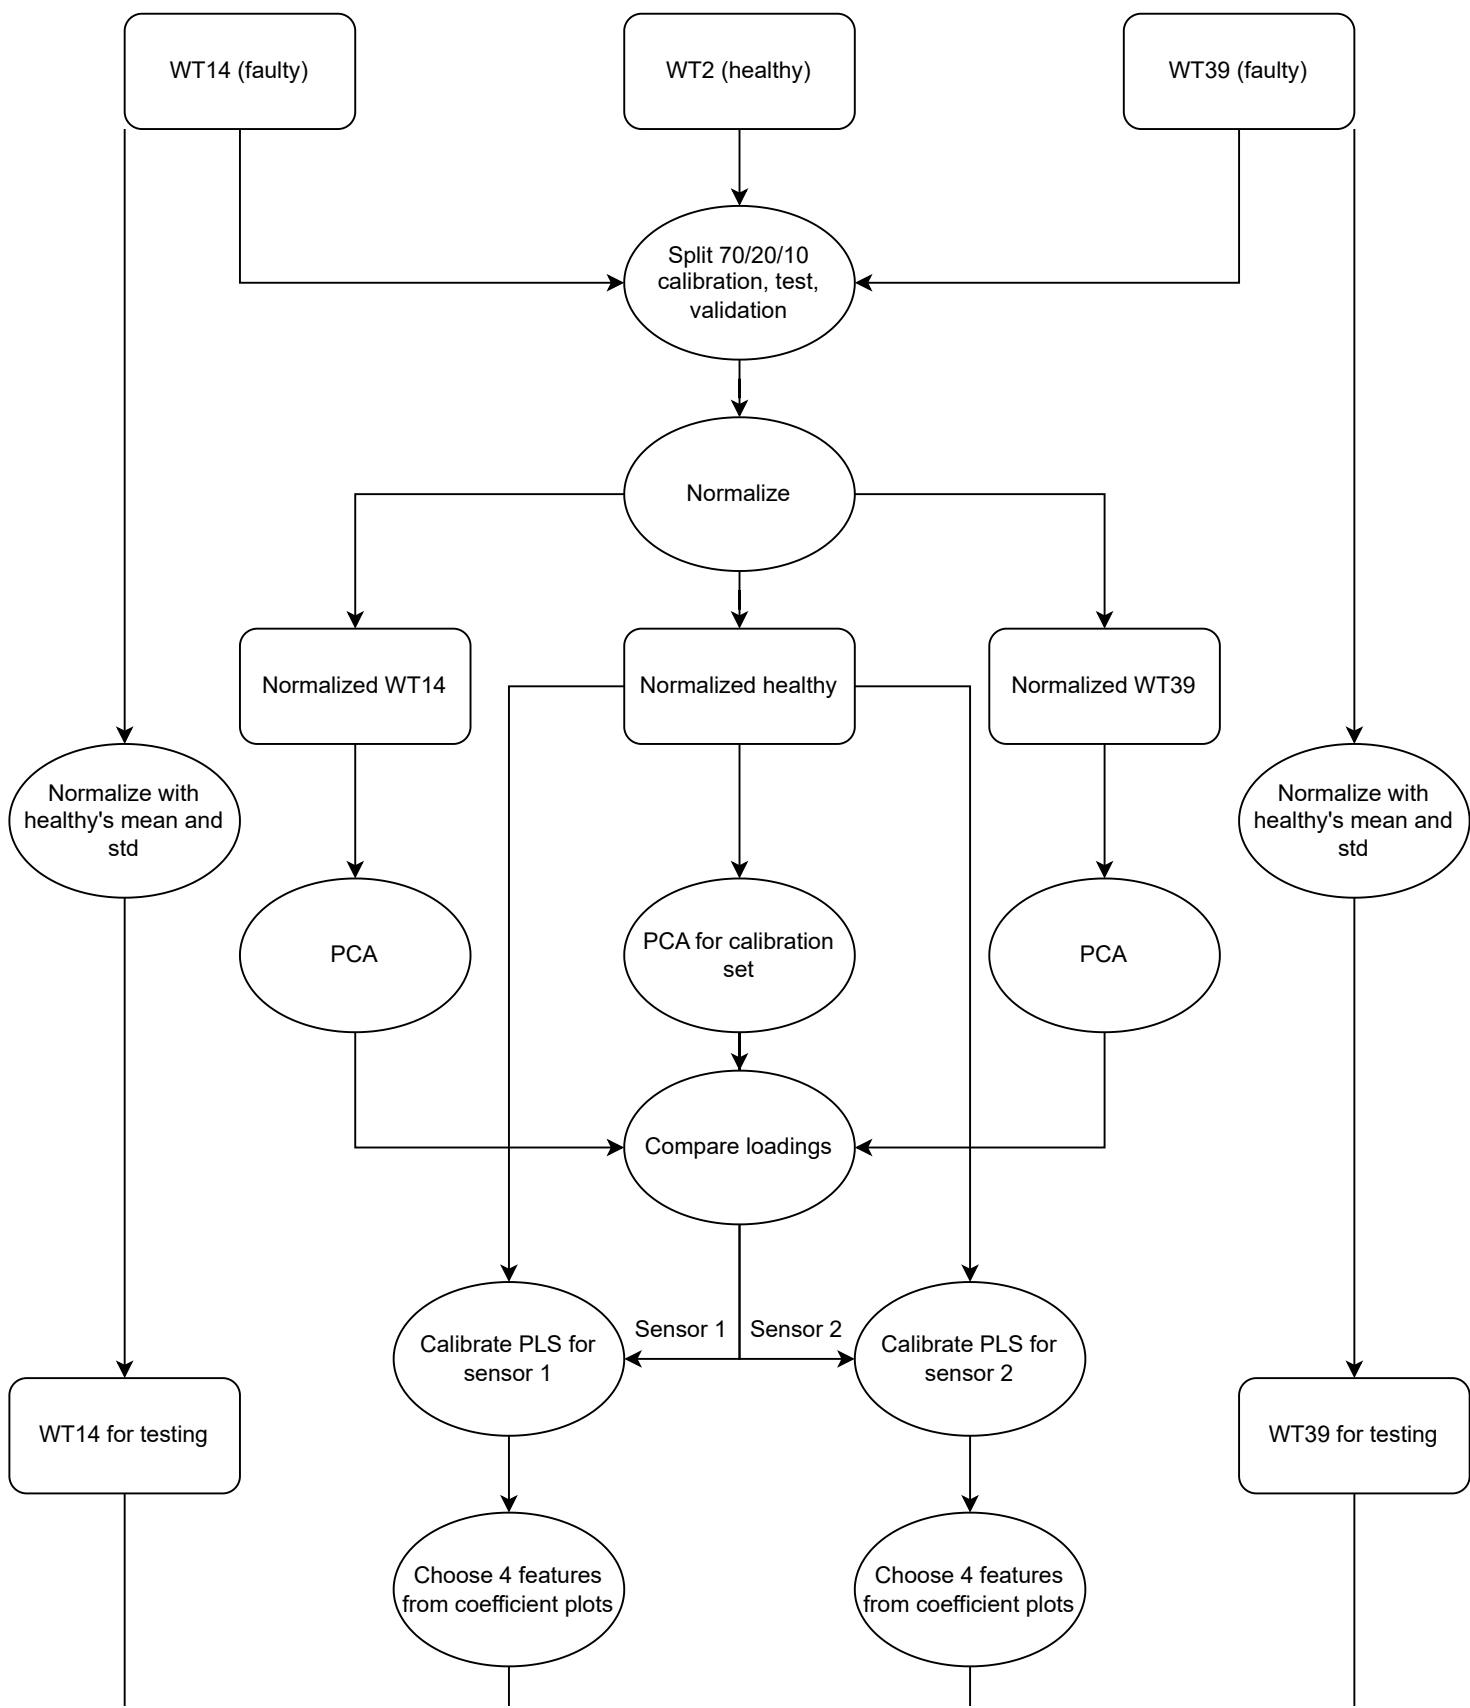 WT14 (faulty)
WT2 (healthy)
WT39 (faulty)
Split 70/20/10
calibration, test,
validation
Normalize
Normalized WT14
Normalized healthy
Normalized WT39
Normalize with
healthy's mean and
std
Normalize with
healthy's mean and
std
PCA
PCA for calibration
set
PCA
Compare loadings
Sensor 1
Sensor 2
Calibrate PLS for
sensor 1
Calibrate PLS for
sensor 2
WT14 for testing
WT39 for testing
Choose 4 features
from coefficient plots
Choose 4 features
from coefficient plots